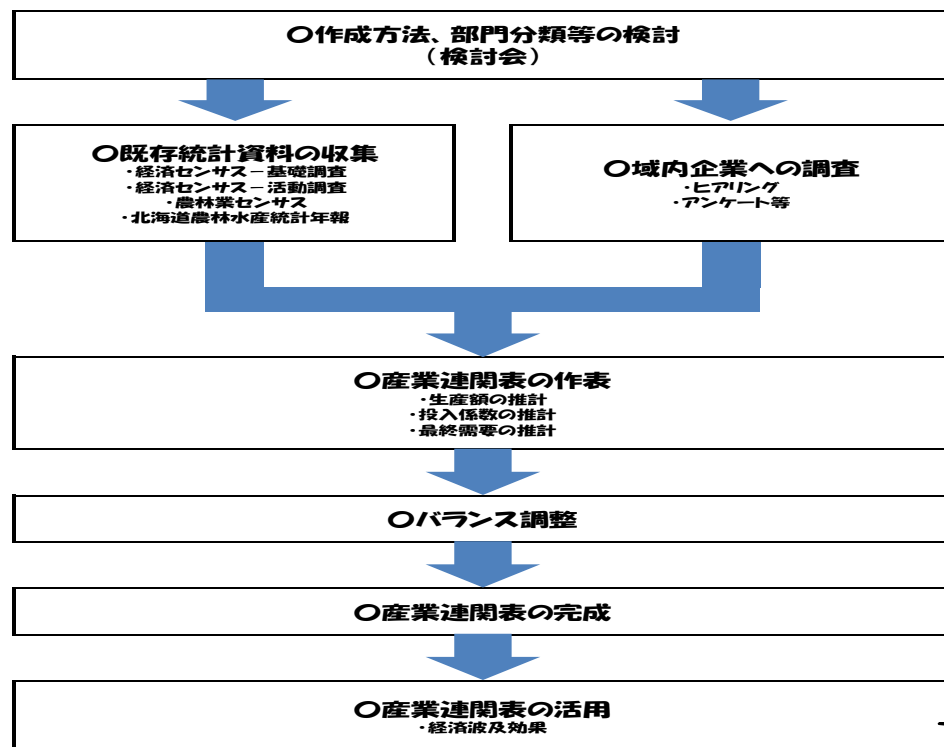 〇作成方法、部門分類等の検討
（検討会）
〇既存統計資料の収集
・経済センサス－基礎調査
・経済センサス－活動調査
・農林業センサス
・北海道農林水産統計年報
〇域内企業への調査
・ヒアリング
・アンケート等
〇産業連関表の作表
・生産額の推計
・投入係数の推計
・最終需要の推計
〇バランス調整
〇産業連関表の完成
〇産業連関表の活用
・経済波及効果